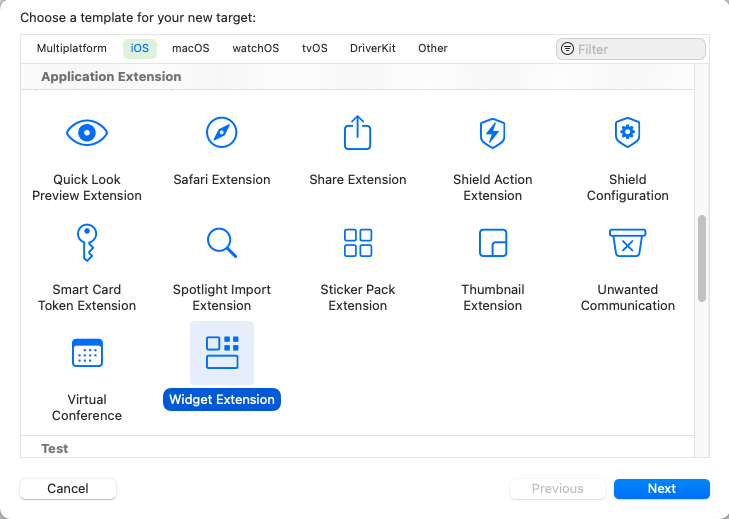 Choose a template for your new target:
Multiplatform iOS macOS watchOS tvOS DriverKit Other Filter
Application Extension
Quick Look
Preview Extension
Safari Extension
Share Extension
Shield Action
Extension
Shield
Configuration
Smart Card
Token Extension
Spotlight Import
Extension
Sticker Pack
Extension
Thumbnail
Extension
Unwanted
Communication
Virtual
Conference
Widget Extension
Test
Cancel Previous Next